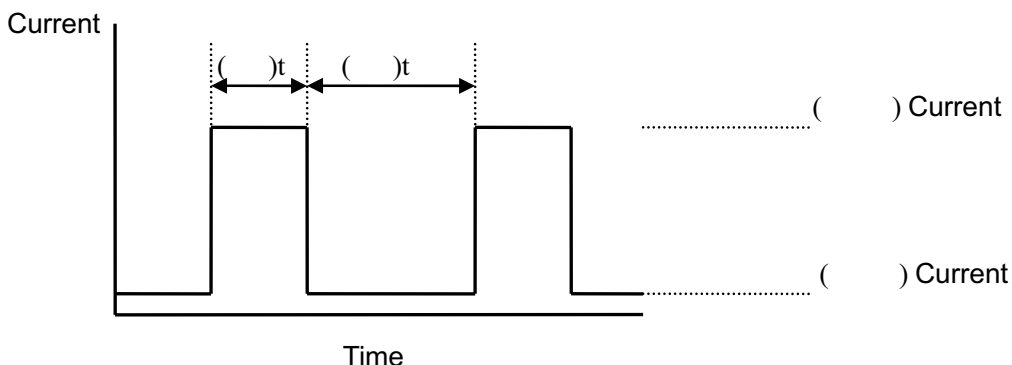 Current
(      )t
(      )t
(        ) Current
(        ) Current
Time